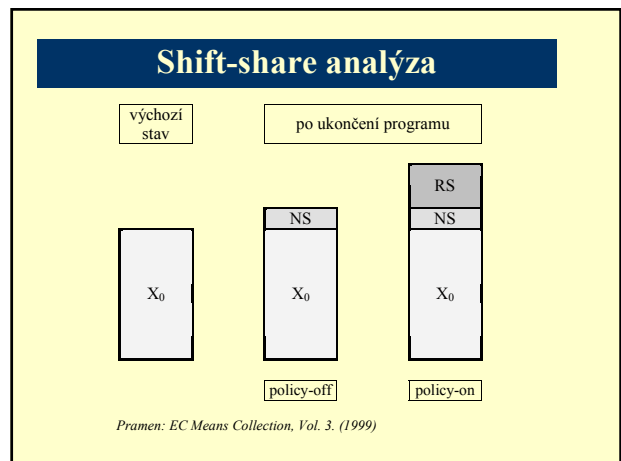 Shift-share analýza
výchozí
stav
po ukončení programu
RS
NS
NS
X₀
X₀
X₀
policy-off
policy-on
Pramen: EC Means Collection, Vol. 3. (1999)